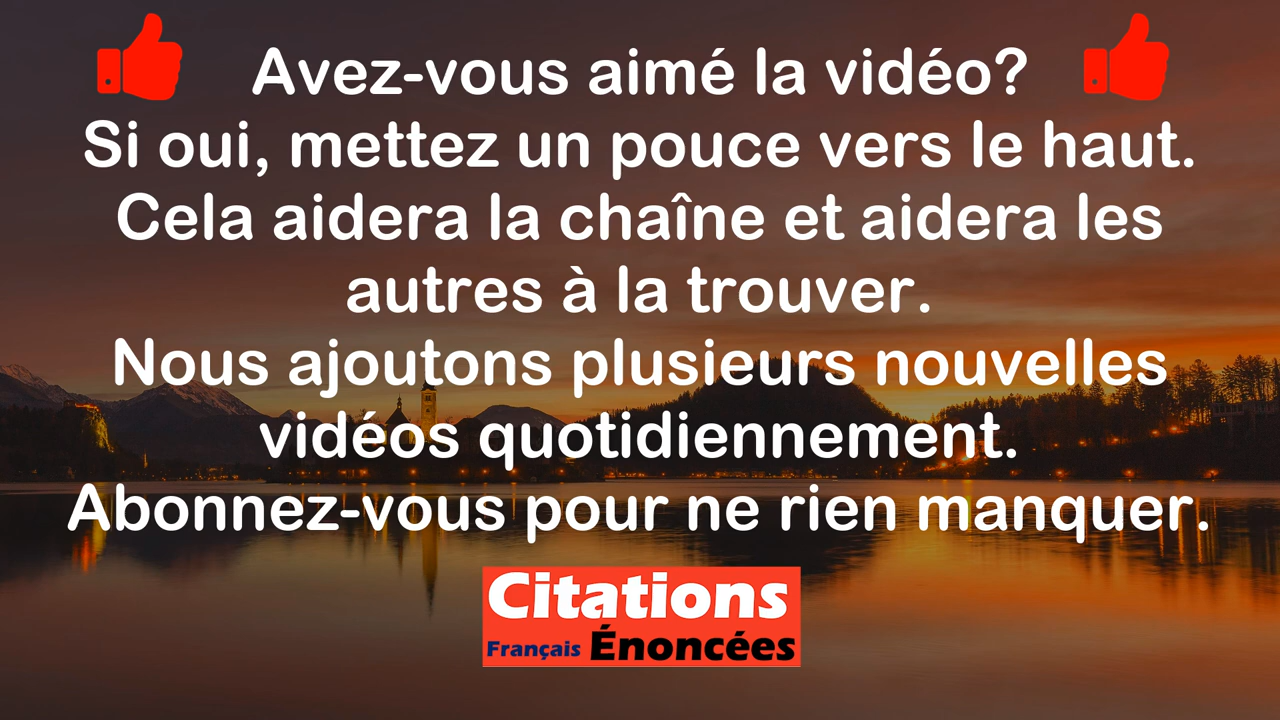 Avez-vous aimé la vidéo?
Si oui, mettez un pouce vers le haut.
Cela aidera la chaîne et aidera les
autres à la trouver.
Nous ajoutons plusieurs nouvelles
vidéos quotidiennement.
Abonnez-vous pour ne rien manquer.
Citations
Français Énoncées